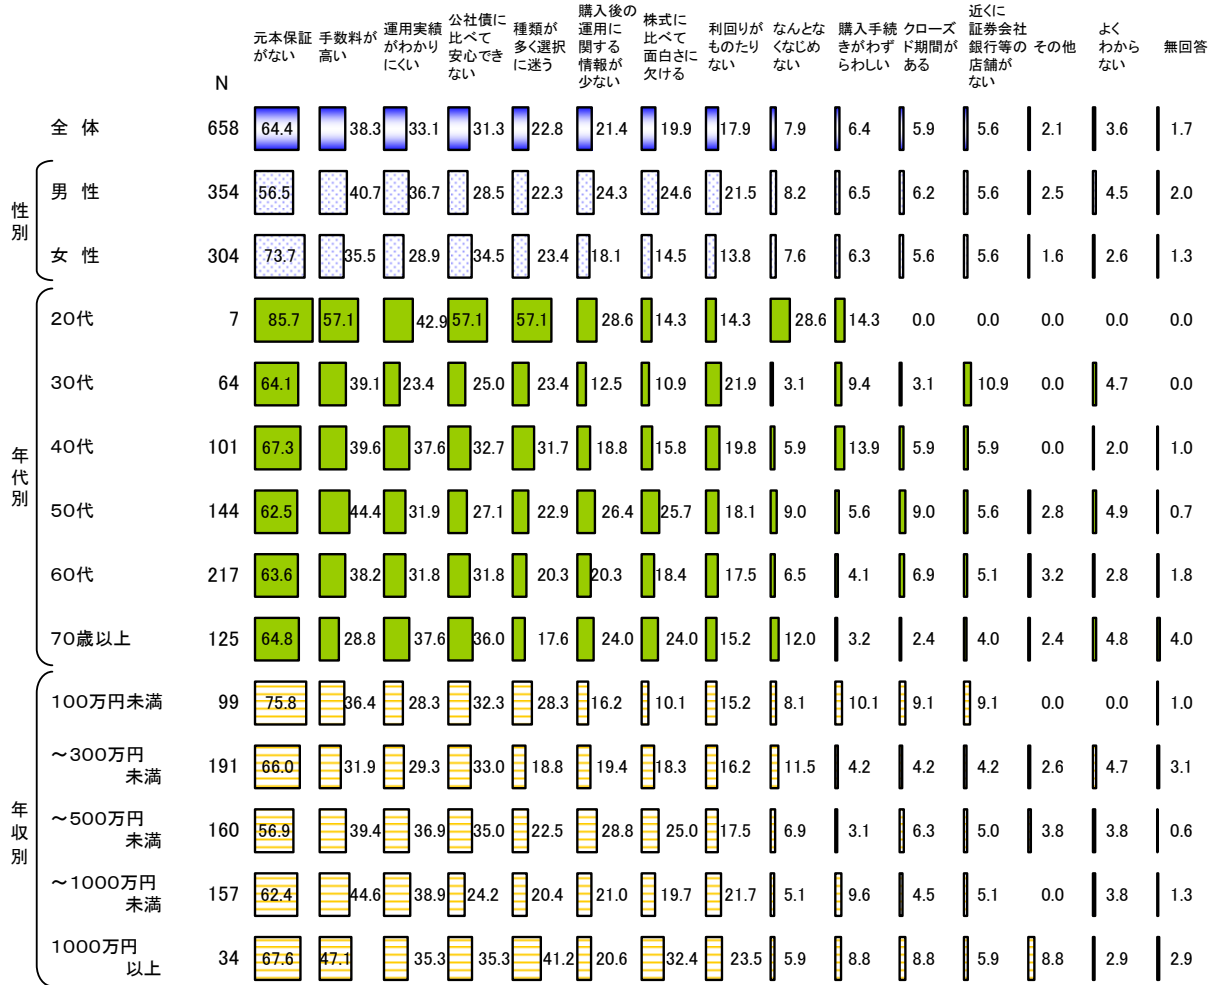 N
元本保証
がない
手数料が
高い
運用実績
がわかり
にくい
公社債に
比べて
安心でき
ない
種類が
多く選択
に迷う
購入後の
運用に
関する
情報が
少ない
株式に
比べて
面白さに
欠ける
利回りが
ものたり
ない
なんとな
くなじめ
ない
購入手続
きがわず
らわしい
クローズ
ド期間が
ある
近くに
証券会社
銀行等の
店舗が
ない
その他
よく
わから
ない
無回答
全 体 658 64.4 38.3 33.1 31.3 22.8 21.4 19.9 17.9 7.9 6.4 5.9 5.6 2.1 3.6 1.7
性別
男 性 354 56.5 40.7 36.7 28.5 22.3 24.3 24.6 21.5 8.2 6.5 6.2 5.6 2.5 4.5 2.0
女 性 304 73.7 35.5 28.9 34.5 23.4 18.1 14.5 13.8 7.6 6.3 5.6 5.6 1.6 2.6 1.3
年代別
20代 7 85.7 57.1 42.9 57.1 57.1 28.6 14.3 14.3 28.6 14.3 0.0 0.0 0.0 0.0 0.0
30代 64 64.1 39.1 23.4 25.0 23.4 12.5 10.9 21.9 3.1 9.4 3.1 10.9 0.0 4.7 0.0
40代 101 67.3 39.6 37.6 32.7 31.7 18.8 15.8 19.8 5.9 13.9 5.9 5.9 0.0 2.0 1.0
50代 144 62.5 44.4 31.9 27.1 22.9 26.4 25.7 18.1 9.0 5.6 9.0 5.6 2.8 4.9 0.7
60代 217 63.6 38.2 31.8 31.8 20.3 20.3 18.4 17.5 6.5 4.1 6.9 5.1 3.2 2.8 1.8
70歳以上 125 64.8 28.8 37.6 36.0 17.6 24.0 24.0 15.2 12.0 3.2 2.4 4.0 2.4 4.8 4.0
年収別
100万円未満 99 75.8 36.4 28.3 32.3 28.3 16.2 10.1 15.2 8.1 10.1 9.1 9.1 0.0 0.0 1.0
～300万円
未満 191 66.0 31.9 29.3 33.0 18.8 19.4 18.3 16.2 11.5 4.2 4.2 4.2 2.6 4.7 3.1
～500万円
未満 160 56.9 39.4 36.9 35.0 22.5 28.8 25.0 17.5 6.9 3.1 6.3 5.0 3.8 3.8 0.6
～1000万円
未満 157 62.4 44.6 38.9 24.2 20.4 21.0 19.7 21.7 5.1 9.6 4.5 5.1 0.0 3.8 1.3
1000万円
以上 34 67.6 47.1 35.3 35.3 41.2 20.6 32.4 23.5 5.9 8.8 8.8 5.9 8.8 2.9 2.9